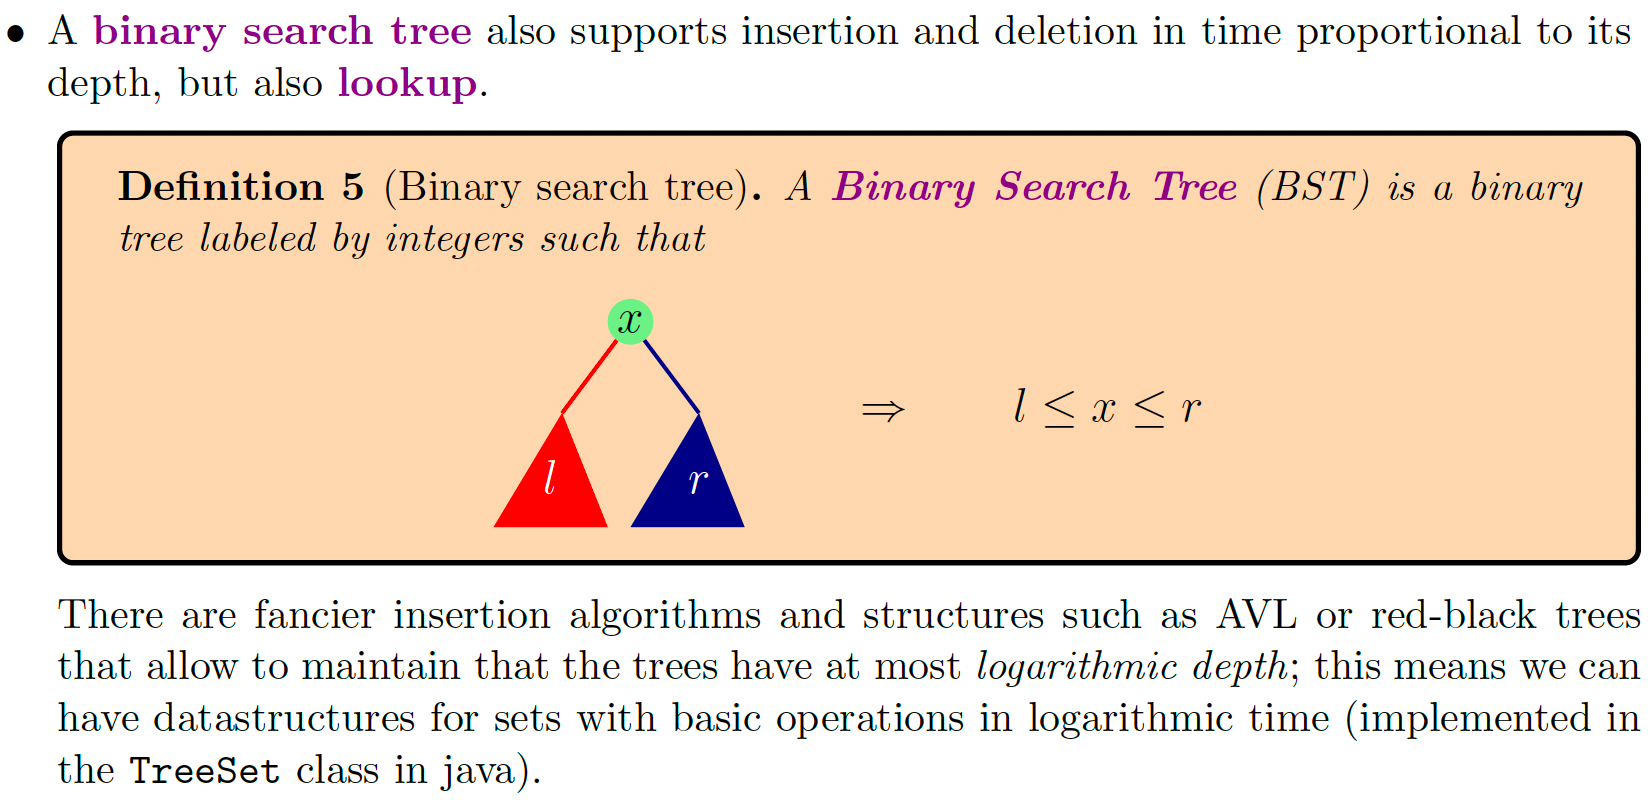 • A binary search tree also supports insertion and deletion in time proportional to its
depth, but also lookup.
Definition 5 (Binary search tree). A Binary Search Tree (BST) is a binary
tree labeled by integers such that
x
⇒ l ≤ x ≤ r
l r
There are fancier insertion algorithms and structures such as AVL or red-black trees
that allow to maintain that the trees have at most logarithmic depth; this means we can
have datastructures for sets with basic operations in logarithmic time (implemented in
the TreeSet class in java).